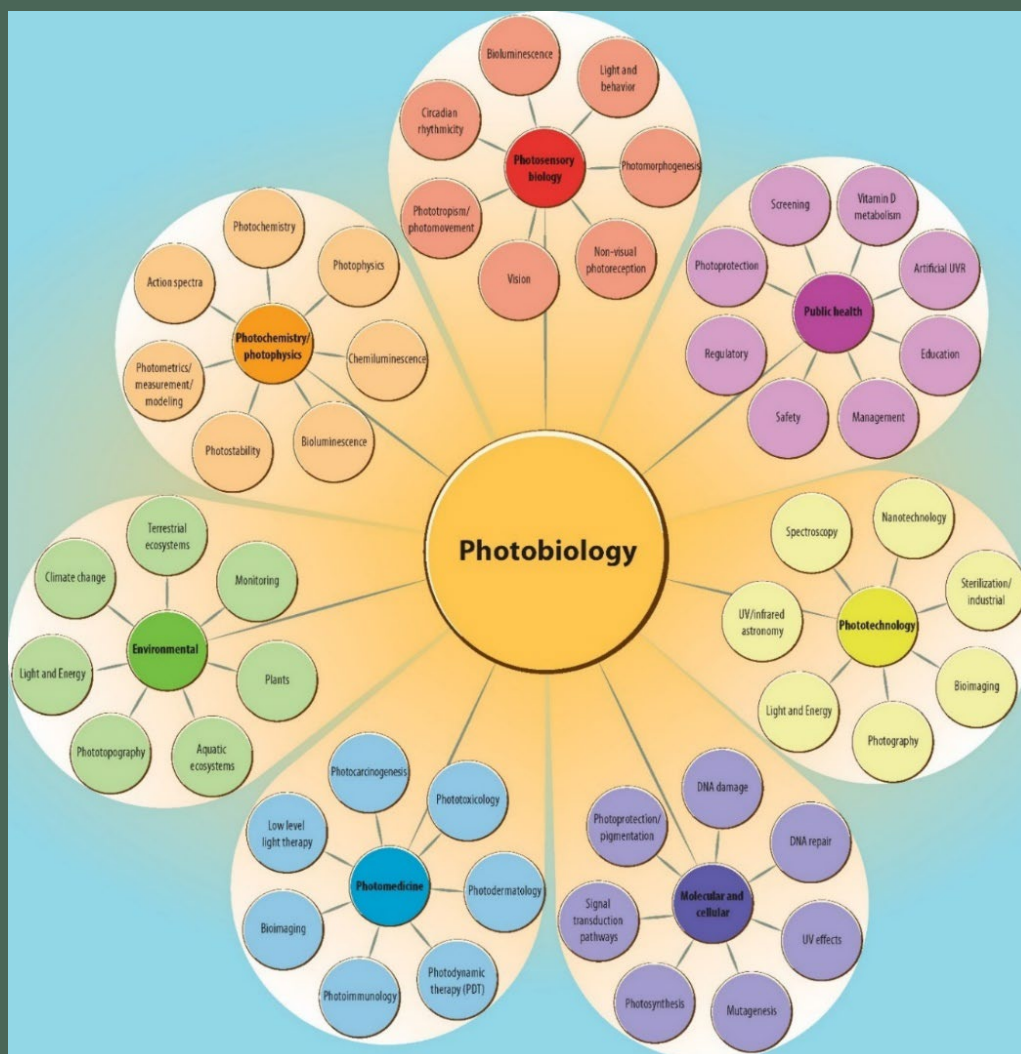 Photobiology
Photosensory
biology
Bioluminescence
Light and
behavior
Photomorphogenesis
Non-visual
photoreception
Vision
Phototropism/
photomovement
Circadian
rhythmicity
Public health
Screening
Vitamin D
metabolism
Artificial UVR
Education
Management
Safety
Regulatory
Photoprotection
Phototechnology
Spectroscopy
Nanotechnology
Sterilization/
industrial
Bioimaging
Photography
Light and Energy
UV/infrared
astronomy
Molecular and
cellular
DNA damage
DNA repair
UV effects
Mutagenesis
Photosynthesis
Signal
transduction
pathways
Photoprotection/
pigmentation
Photomedicine
Photocarcinogenesis
Phototoxicology
Photodermatology
Photodynamic
therapy (PDT)
Photoimmunology
Bioimaging
Low level
light therapy
Environmental
Terrestrial
ecosystems
Monitoring
Plants
Aquatic
ecosystems
Phototopography
Light and Energy
Climate change
Photochemistry/
photophysics
Photochemistry
Photophysics
Chemiluminescence
Bioluminescence
Photostability
Photometrics/
measurement/
modeling
Action spectra